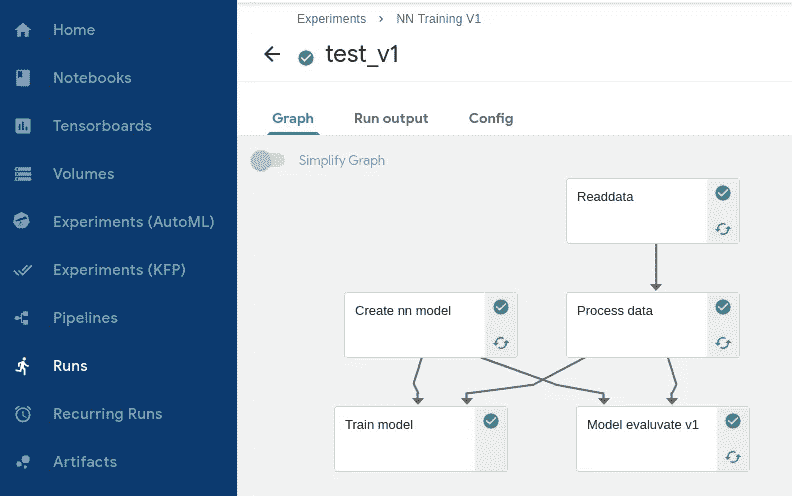 Home
Notebooks
Tensorboards
Volumes
Experiments (AutoML)
Experiments (KFP)
Pipelines
Runs
Recurring Runs
Artifacts
Experiments > NN Training V1
test_v1
Graph Run output Config
Simplify Graph
Readdata
Create nn model
Process data
Train model
Model evaluvate v1